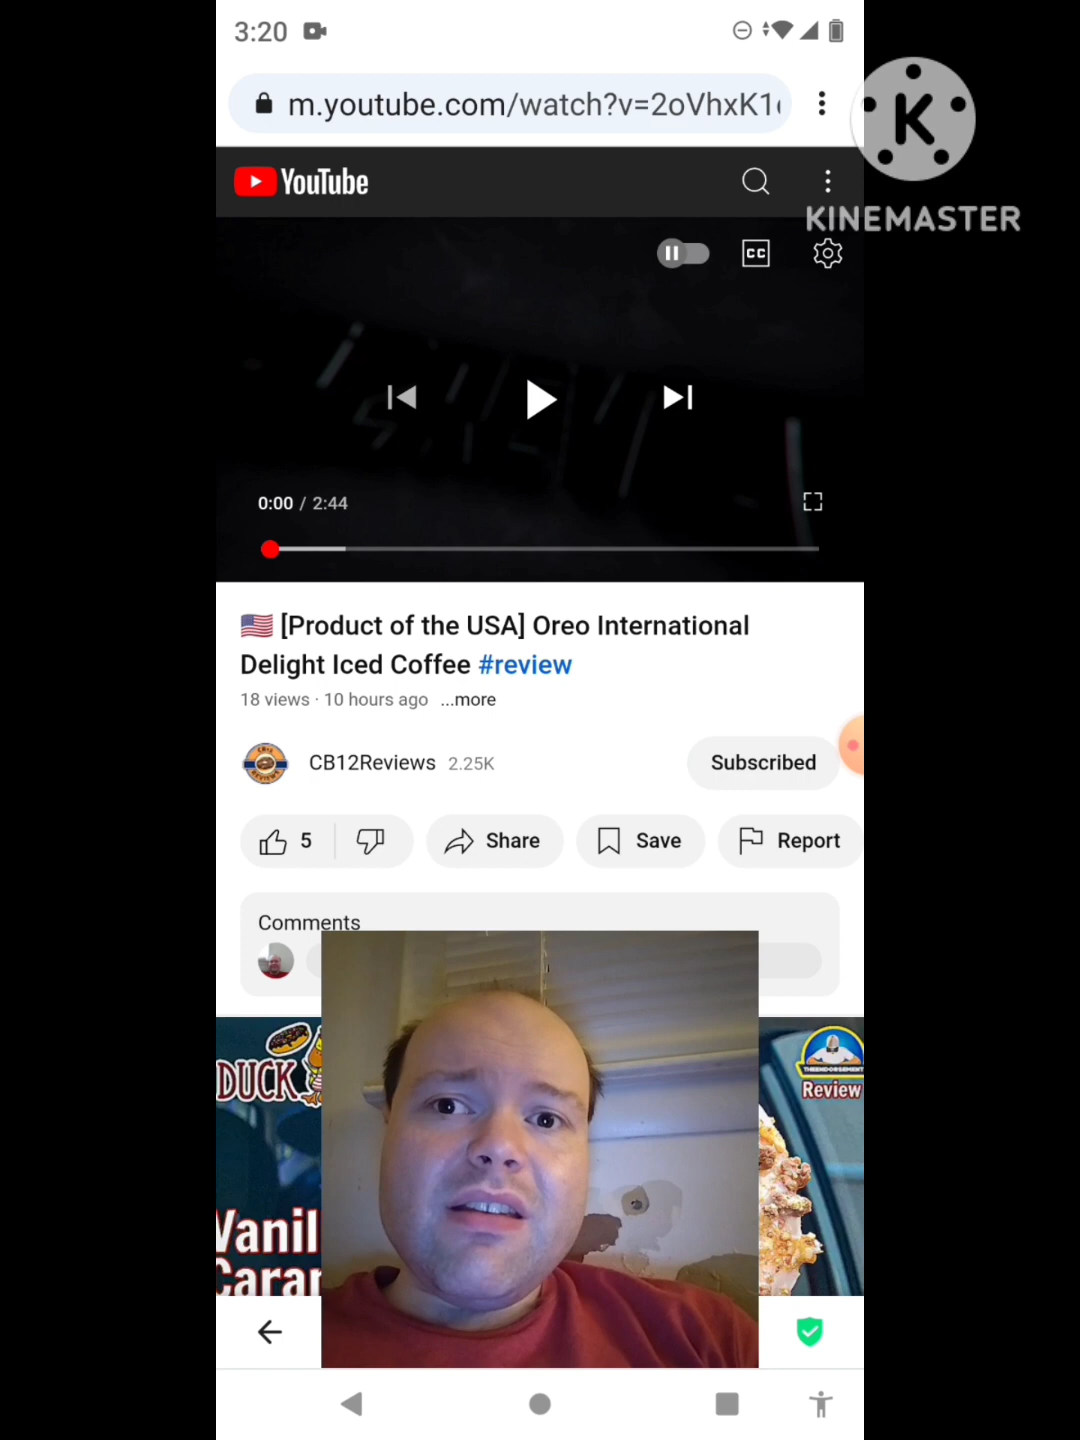 3:20
m.youtube.com/watch?v=2oVhxK1
K
KINEMASTER
YouTube
CC
0:00 / 2:44
🇺🇸 [Product of the USA] Oreo International
Delight Iced Coffee #review
18 views · 10 hours ago ...more
CB12Reviews 2.25K
Subscribed
5
Share
Save
Report
Comments
DUCK
Review
Vanil
Caram